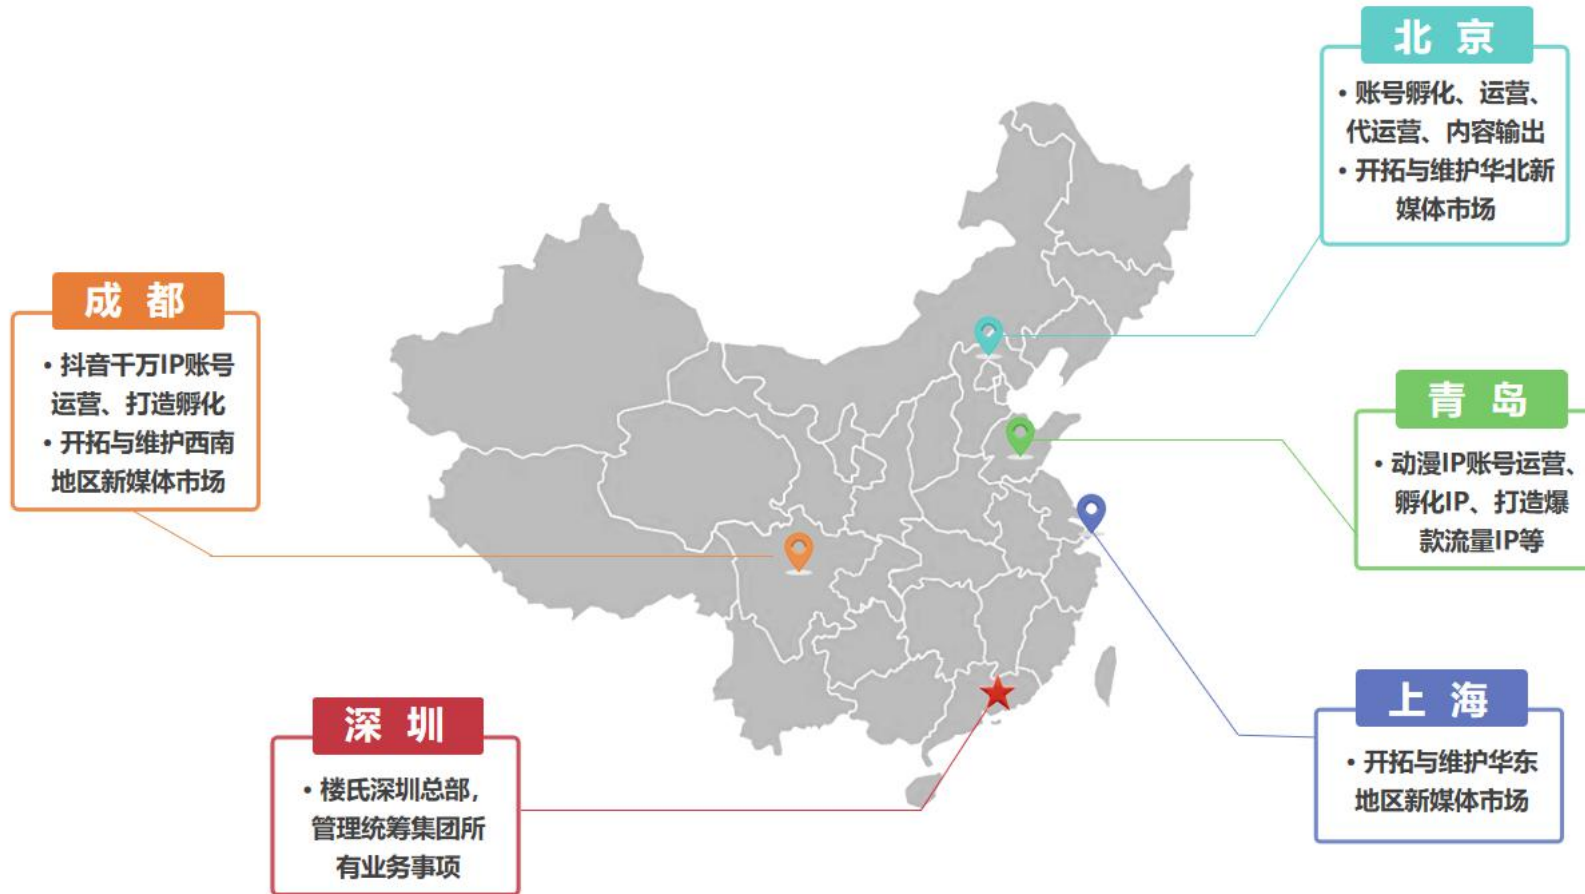 北京
• 账号孵化、运营、
代运营、内容输出
• 开拓与维护华北新
媒体市场
成都
• 抖音千万IP账号
运营、打造孵化
• 开拓与维护西南
地区新媒体市场
青岛
• 动漫IP账号运营、
孵化IP、打造爆
款流量IP等
上海
• 开拓与维护华东
地区新媒体市场
深圳
• 楼氏深圳总部，
管理统筹集团所
有业务事项